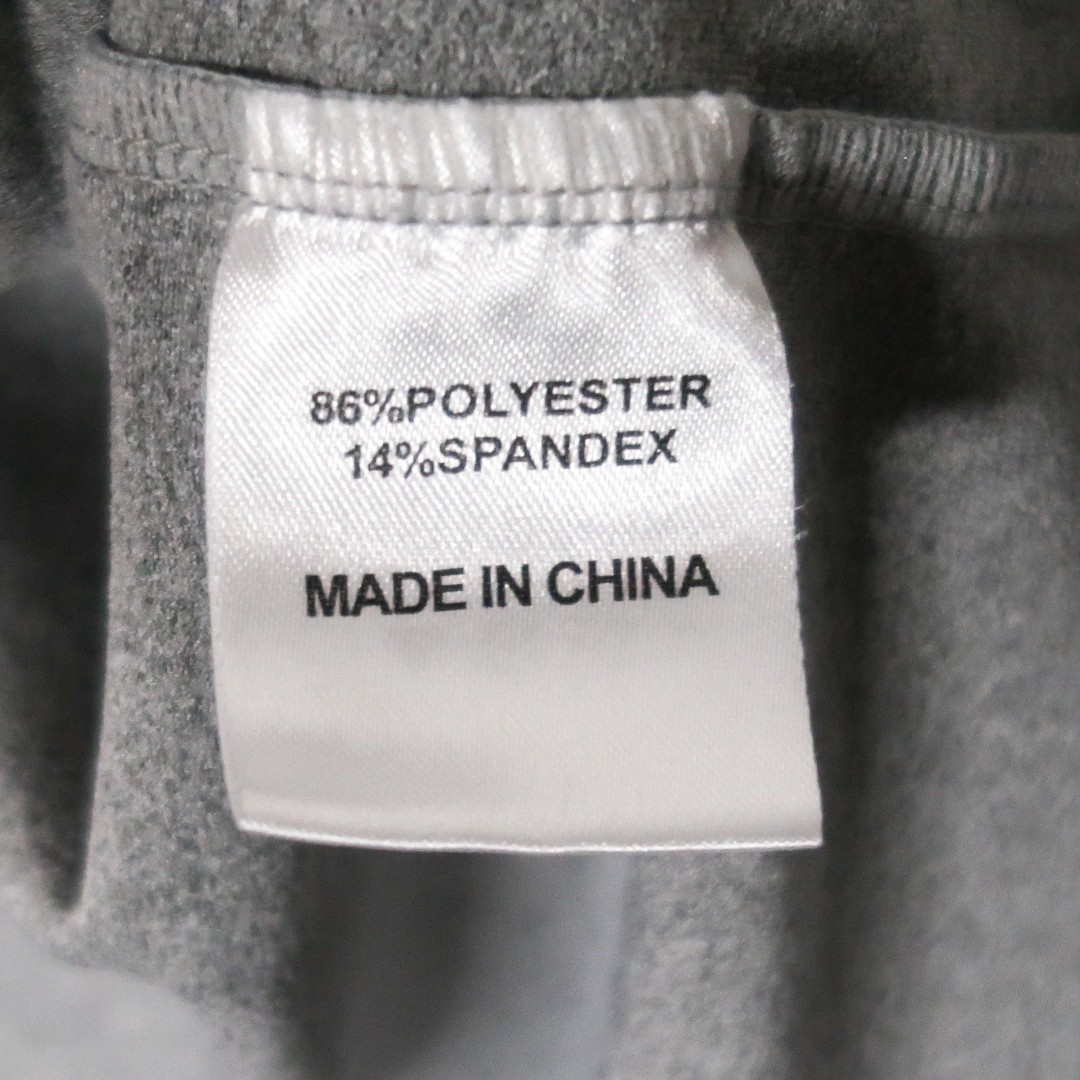 86%POLYESTER
14%SPANDEX
MADE IN CHINA